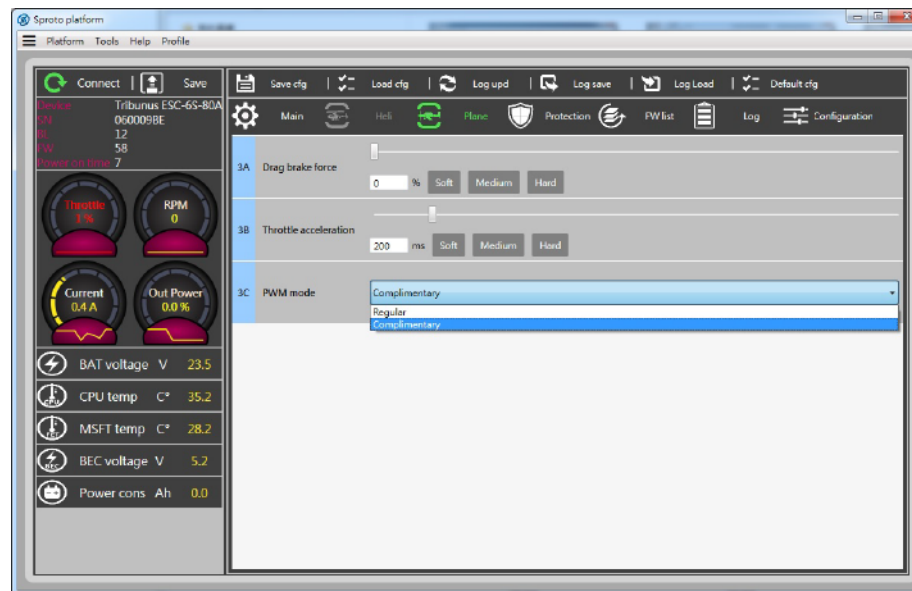 Sproto platform
Platform Tools Help Profile
Connect | Save
Save cfg | Load cfg | Log upd | Log save | Log Load | Default cfg
Device Tribunus ESC-6S-80A
SN 060009BE
BL 12
FW 58
Power on time 7
Main Heli Plane Protection FW list Log Configuration
Throttle
1 %
RPM
0
Current
0.4 A
Out Power
0.0 %
BAT voltage V 23.5
CPU temp C° 35.2
MSFT temp C° 28.2
BEC voltage V 5.2
Power cons Ah 0.0
3A Drag brake force
0 % Soft Medium Hard
3B Throttle acceleration
200 ms Soft Medium Hard
3C PWM mode Complimentary
Regular
Complimentary